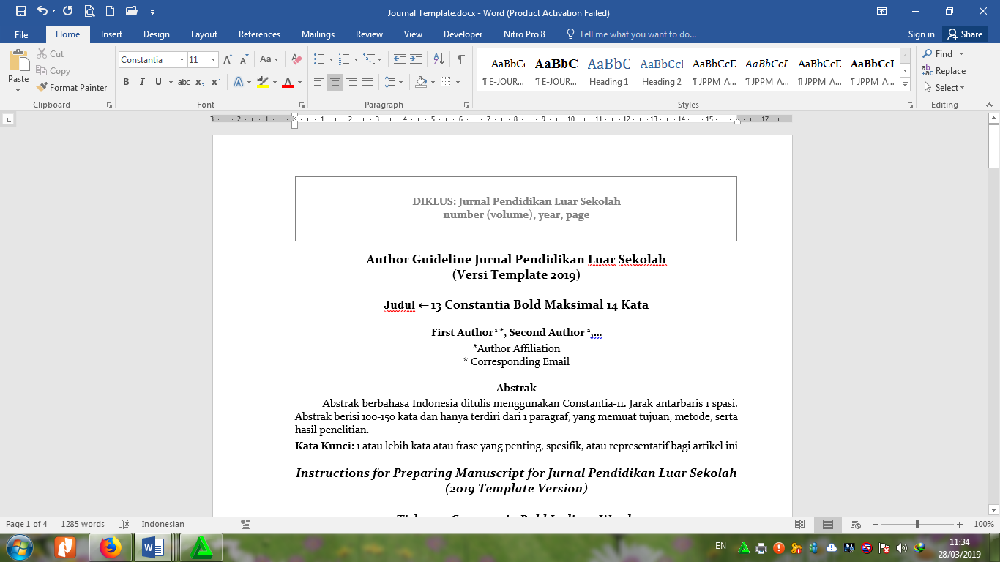 Journal Template.docx - Word (Product Activation Failed)
File Home Insert Design Layout References Mailings Review View Developer Nitro Pro 8 Tell me what you want to do... Sign in Share
Paste
Cut
Copy
Format Painter
Clipboard
Constantia 11
Aa
B I U abc x₂ x² A ab A
Font
Paragraph
AaBbCc AaBbC AaBbC AaBbCcI AaBbCcD AaBbCcL AaBbCcD AaBbCcI
¶ E-JOUR... ¶ E-JOUR... Heading 1 Heading 2 ¶ JPPM_A... ¶ JPPM_A... ¶ JPPM_A... ¶ JPPM_A...
Styles
Find
Replace
Select
Editing
3 2 1 1 2 3 4 5 6 7 8 9 10 11 12 13 14 15 17
DIKLUS: Jurnal Pendidikan Luar Sekolah
number (volume), year, page
Author Guideline Jurnal Pendidikan Luar Sekolah
(Versi Template 2019)
Judul ← 13 Constantia Bold Maksimal 14 Kata
First Author ¹ *, Second Author ²,...
*Author Affiliation
* Corresponding Email
Abstrak
Abstrak berbahasa Indonesia ditulis menggunakan Constantia-11. Jarak antarbaris 1 spasi.
Abstrak berisi 100-150 kata dan hanya terdiri dari 1 paragraf, yang memuat tujuan, metode, serta
hasil penelitian.
Kata Kunci: 1 atau lebih kata atau frase yang penting, spesifik, atau representatif bagi artikel ini
Instructions for Preparing Manuscript for Jurnal Pendidikan Luar Sekolah
(2019 Template Version)
Page 1 of 4 1285 words Indonesian 100%
EN
11:34
28/03/2019